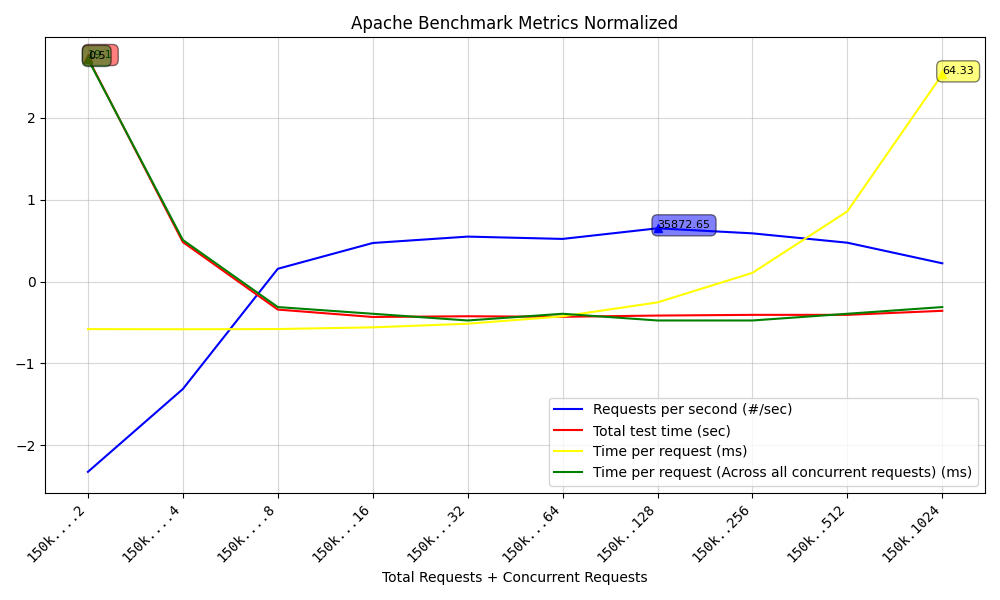 Apache Benchmark Metrics Normalized
0.5
64.33
35872.65
2
1
0
−1
−2
Requests per second (#/sec)
Total test time (sec)
Time per request (ms)
Time per request (Across all concurrent requests) (ms)
150k....2
150k....4
150k....8
150k...16
150k...32
150k...64
150k..128
150k..256
150k..512
150k.1024
Total Requests + Concurrent Requests